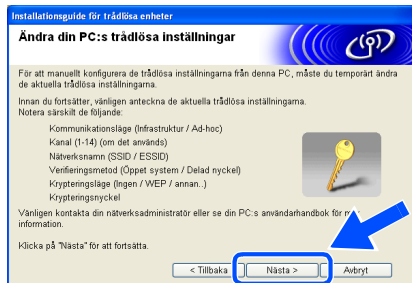 Installationsguide för trådlösa enheter
Ändra din PC:s trådlösa inställningar
För att manuellt konfigurera de trådlösa inställningarna från denna PC, måste du temporärt ändra
de aktuella trådlösa inställningarna.
Innan du fortsätter, vänligen anteckna de aktuella trådlösa inställningarna.
Notera särskilt de följande:
Kommunikationsläge (Infrastruktur / Ad-hoc)
Kanal (1-14) (om det används)
Nätverksnamn (SSID / ESSID)
Verifieringsmetod (Öppet system / Delad nyckel)
Krypteringsläge (Ingen / WEP / annan..)
Krypteringsnyckel
Vänligen kontakta din nätverksadministratör eller se din PC:s användarhandbok för
information.
Klicka på "Nästa" för att fortsätta.
< Tillbaka Nästa > Avbryt